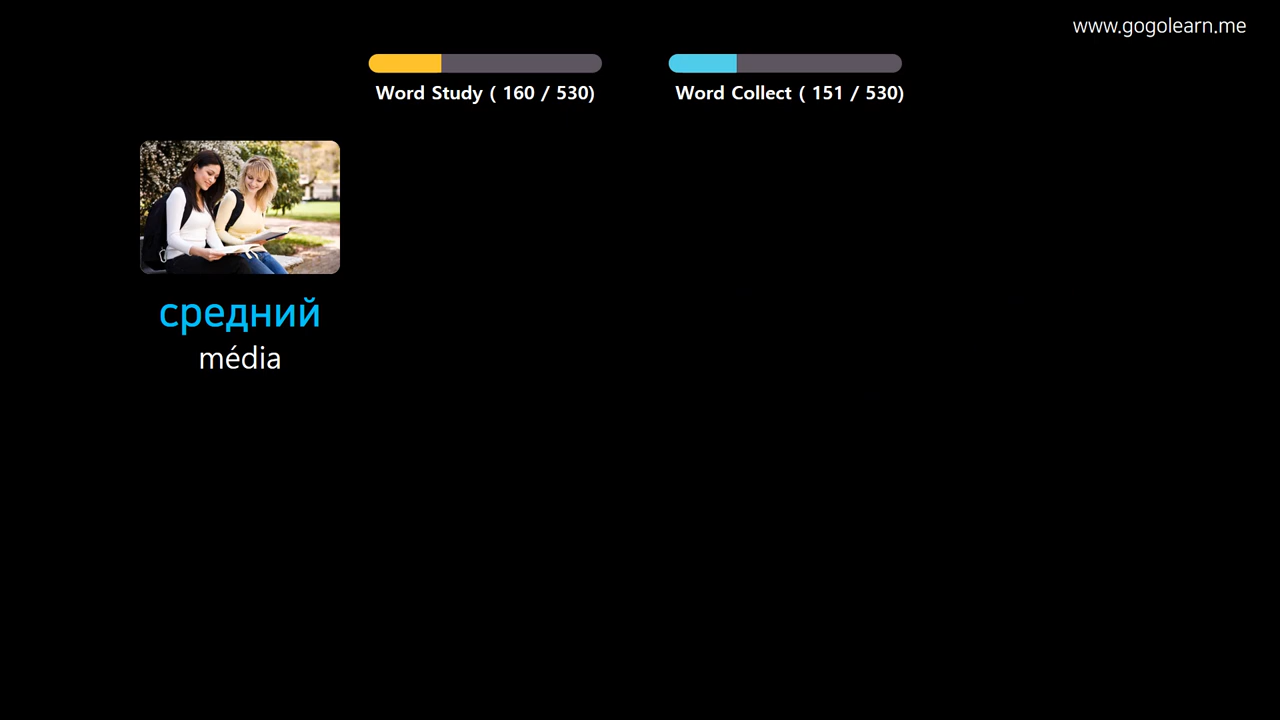 www.gogolearn.me
Word Study ( 160 / 530)
Word Collect ( 151 / 530)
средний
média